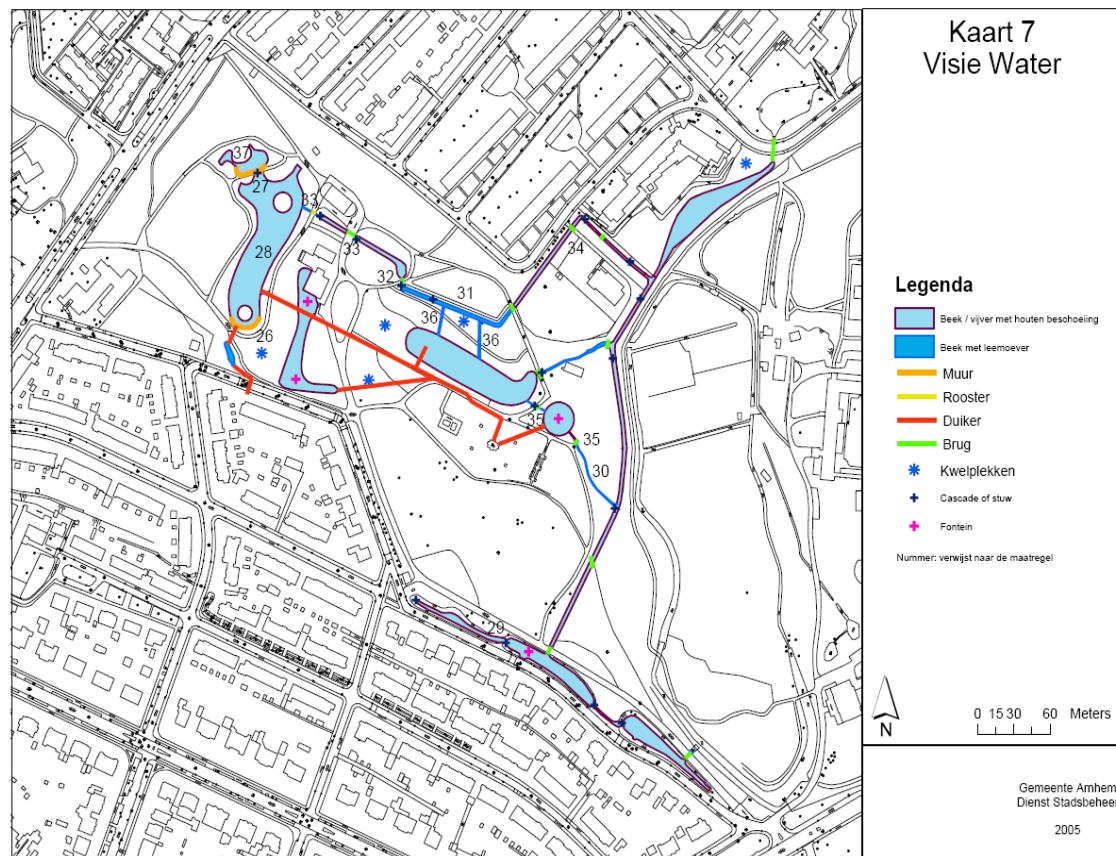 Kaart 7
Visie Water
Legenda
Beek / vijver met houten beschoeiing
Beek met leemoever
Muur
Rooster
Duiker
Brug
Kwelplekken
Cascade of stuw
Fontein
Nummer: verwijst naar de maatregel
N
0 15 30 60 Meters
Gemeente Arnhem
Dienst Stadsbeheer
2005
37
27
33
28
33
34
32
31
36
36
26
35
35
30
29